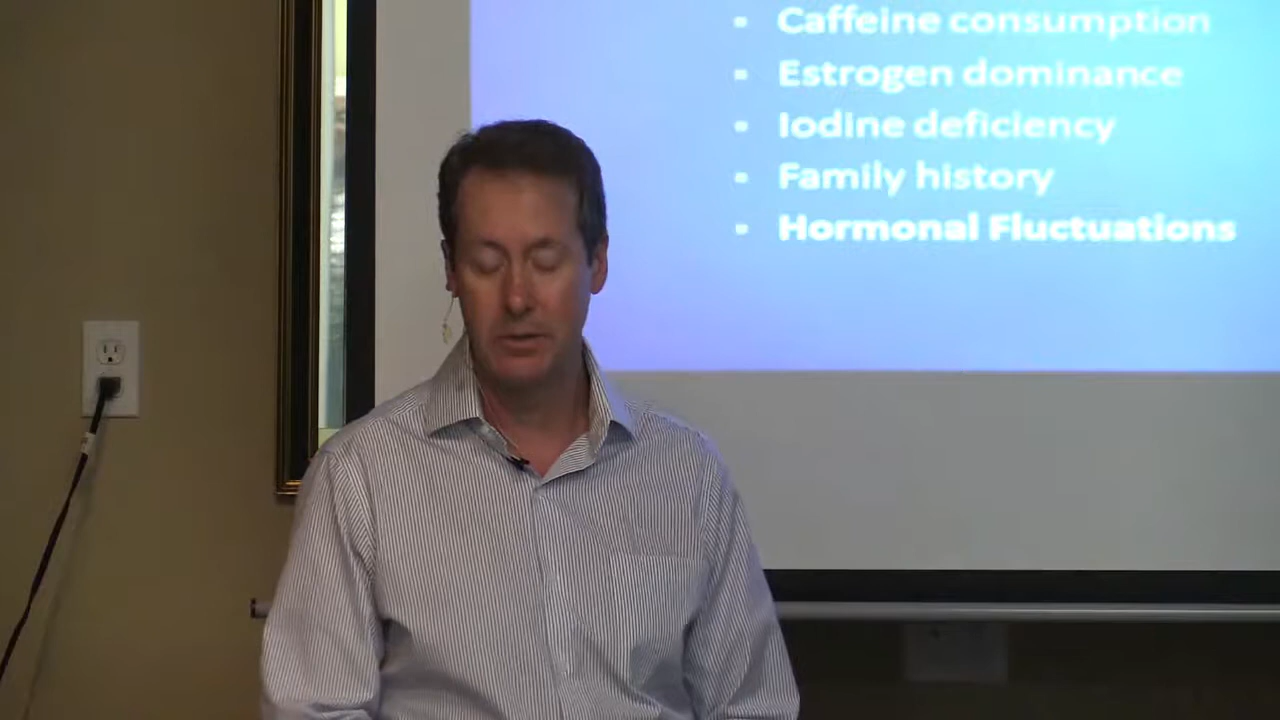 Caffeine consumption
Estrogen dominance
Iodine deficiency
Family history
Hormonal Fluctuations